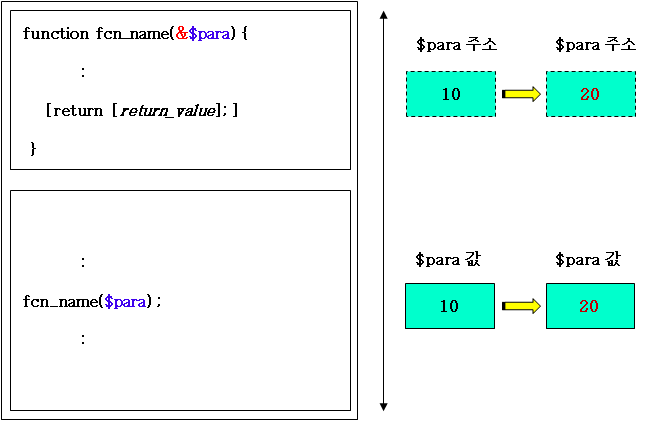 function fcn_name(&$para) {
:
[return [return_value]; ]
}
:
fcn_name($para);
:
$para 주소 $para 주소
10 20
$para 값 $para 값
10 20